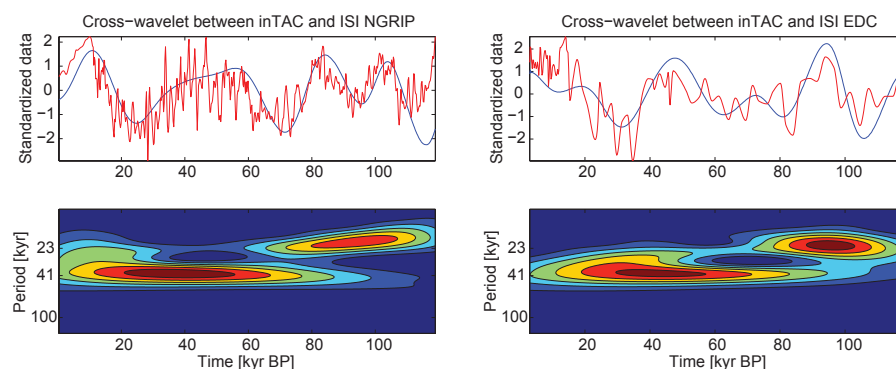 Cross−wavelet between inTAC and ISI NGRIP
Standardized data
2
1
0
−1
−2
20 40 60 80 100
Period [kyr]
23
41
100
20 40 60 80 100
Time [kyr BP]
Cross−wavelet between inTAC and ISI EDC
Standardized data
2
1
0
−1
−2
20 40 60 80 100
Period [kyr]
23
41
100
20 40 60 80 100
Time [kyr BP]